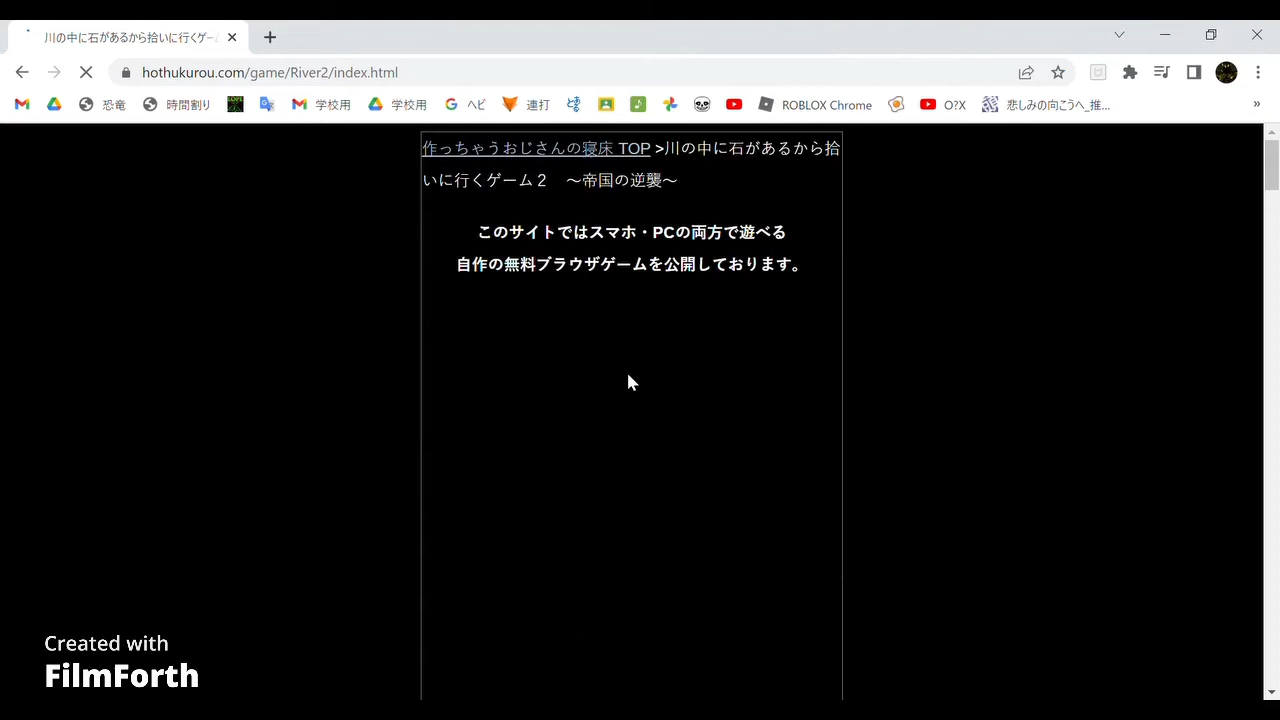 川の中に石があるから拾いに行くゲー
hothukurou.com/game/River2/index.html
恐竜
時間割り
学校用
学校用
ヘビ
連打
ROBLOX Chrome
O?X
悲しみの向こうへ_推...
作っちゃうおじさんの寝床 TOP >川の中に石があるから拾
いに行くゲーム２　～帝国の逆襲～
このサイトではスマホ・PCの両方で遊べる
自作の無料ブラウザゲームを公開しております。
Created with
FilmForth